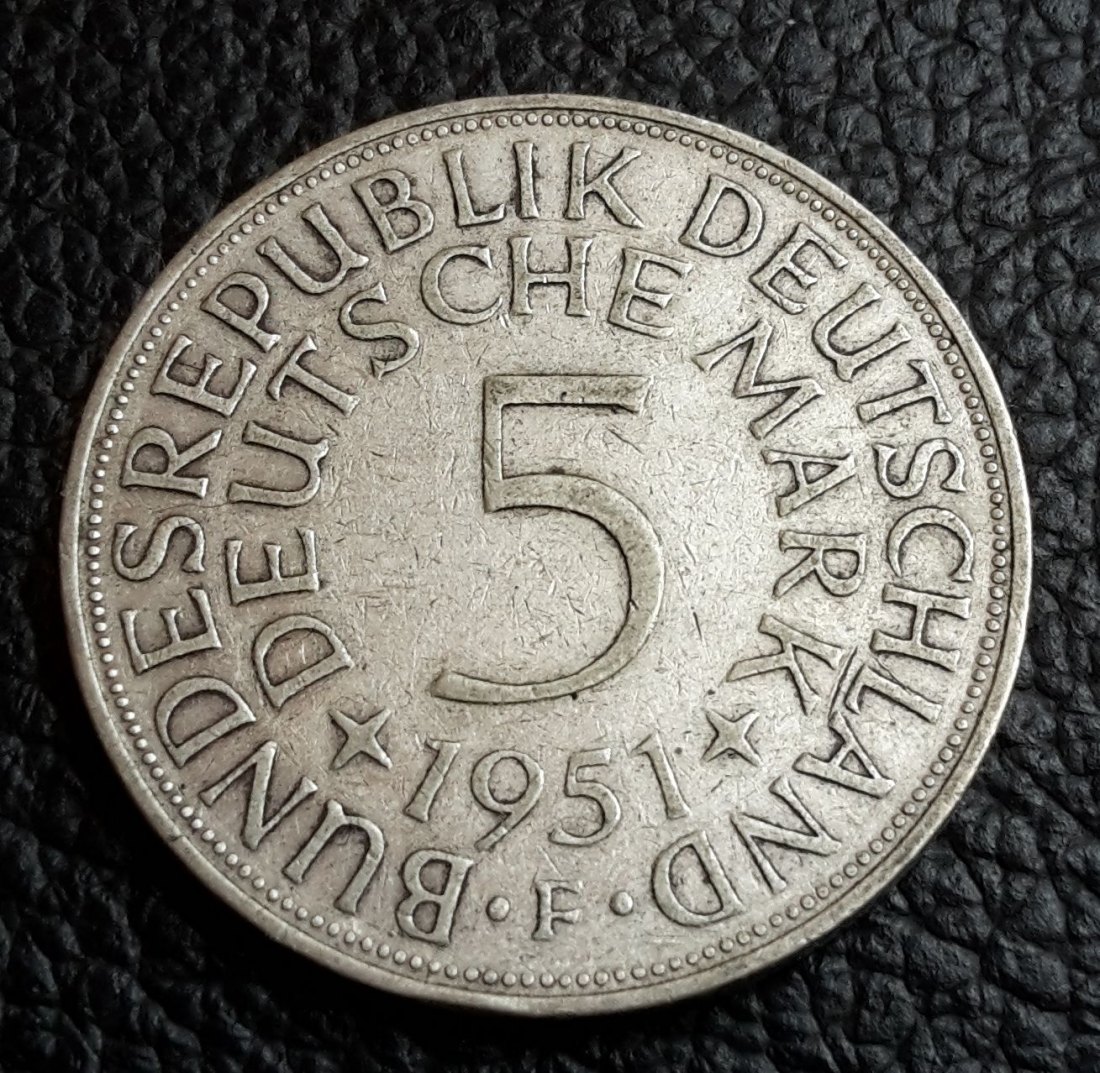 BUNDESREPUBLIK DEUTSCHLAND
DEUTSCHE MARK
5
1951
· F ·